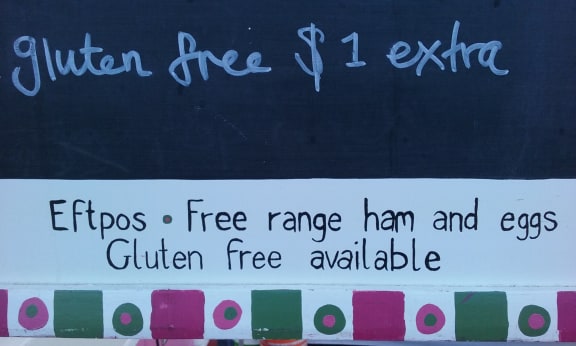 gluten free $1 extra
Eftpos • Free range ham and eggs
Gluten free available